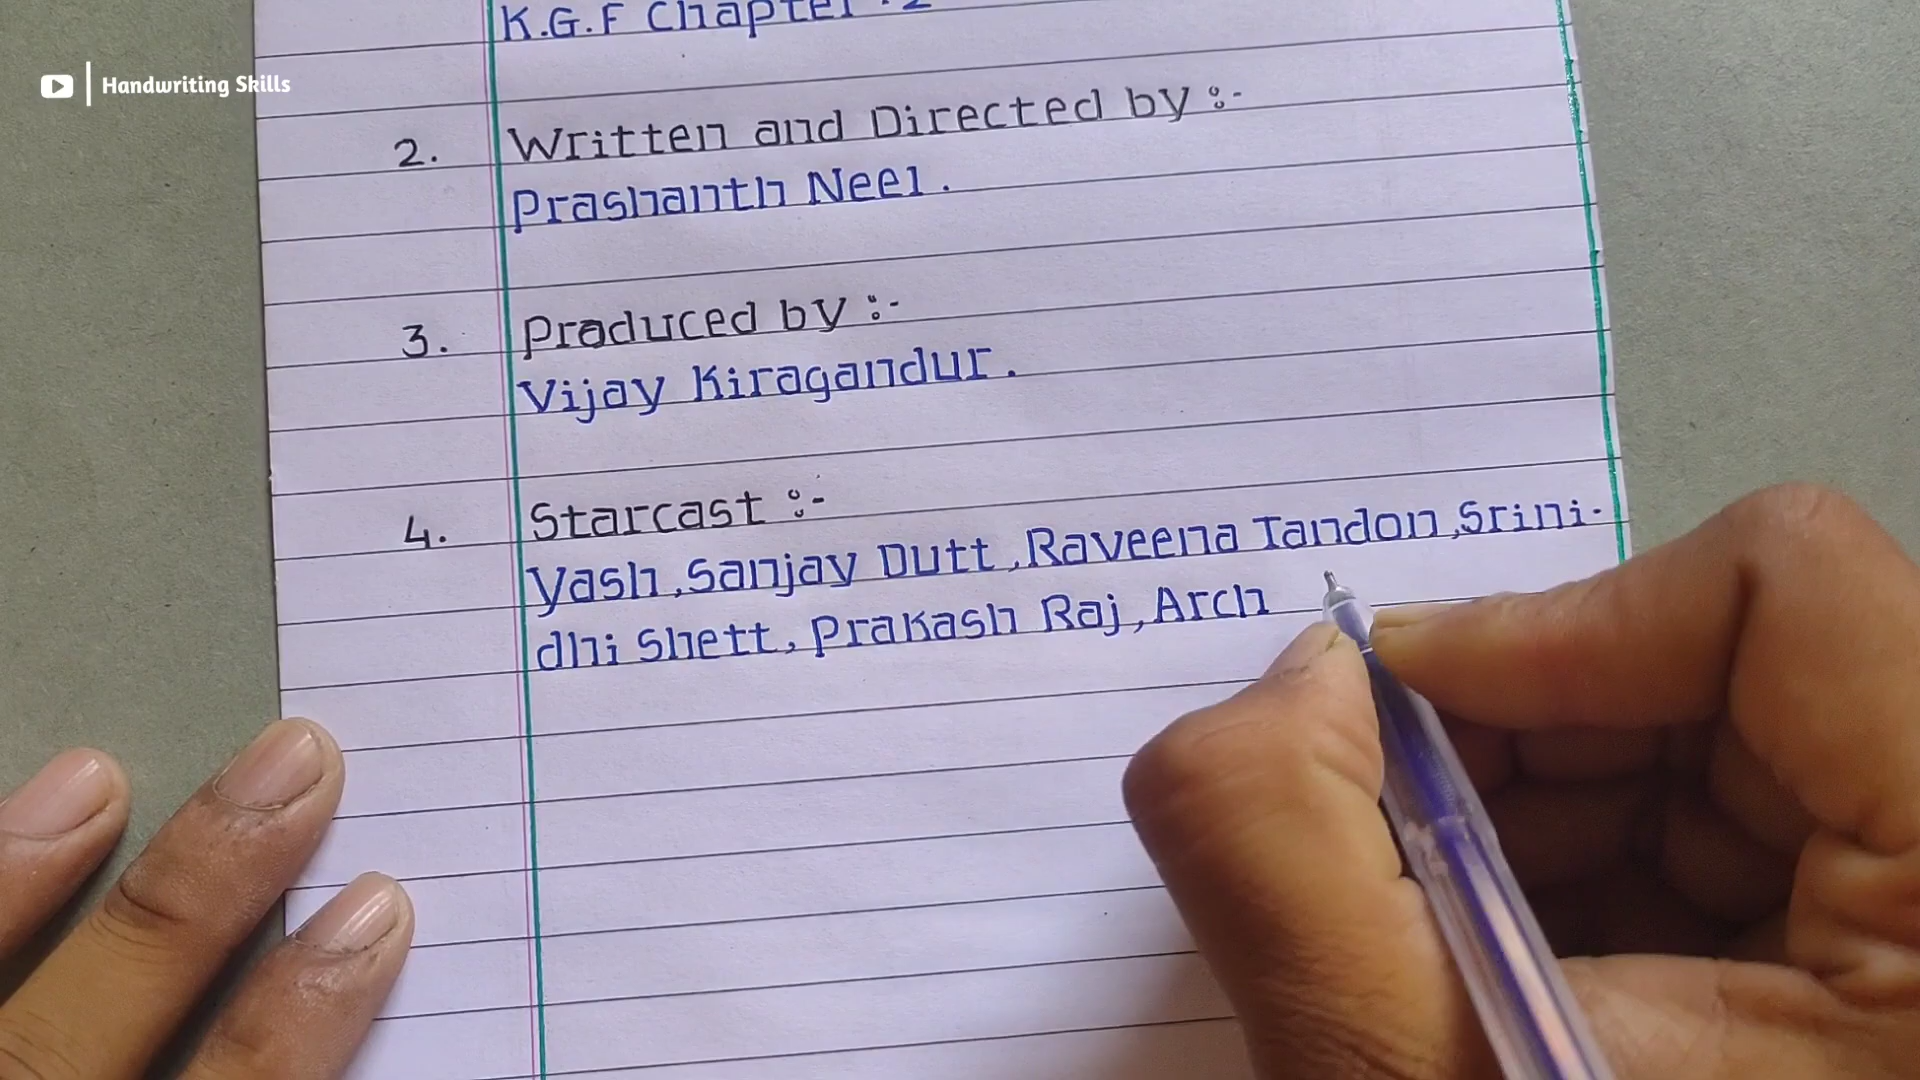 K.G.F Chapter :2
Handwriting Skills
2. Written and Directed by :-
Prashanth Neel.
3. Produced by :-
Vijay Kiragandur.
4. Starcast :-
Yash, Sanjay Dutt, Raveena Tandon, Srini-
dhi Shett, Prakash Raj, Arch